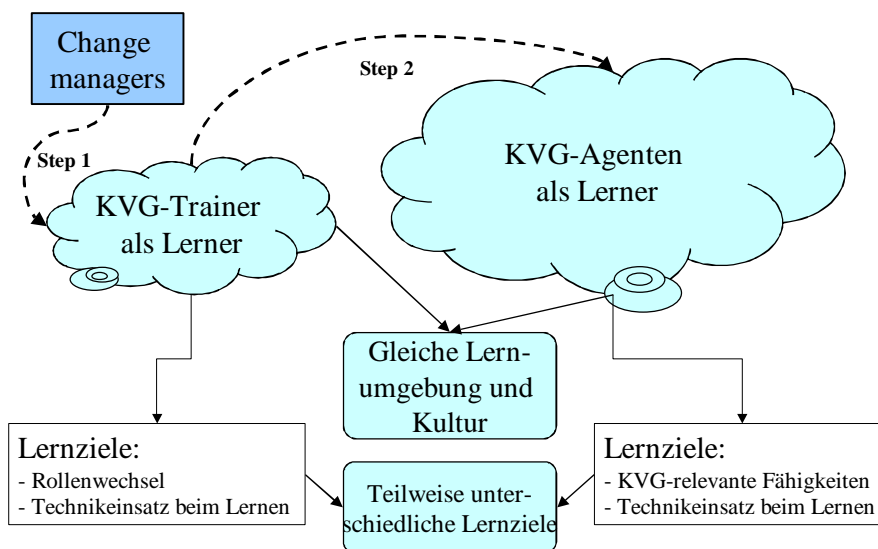 Change
managers
Step 1
Step 2
KVG-Trainer
als Lerner
KVG-Agenten
als Lerner
Gleiche Lern-
umgebung und
Kultur
Lernziele:
- Rollenwechsel
- Technikeinsatz beim Lernen
Teilweise unter-
schiedliche Lernziele
Lernziele:
- KVG-relevante Fähigkeiten
- Technikeinsatz beim Lernen